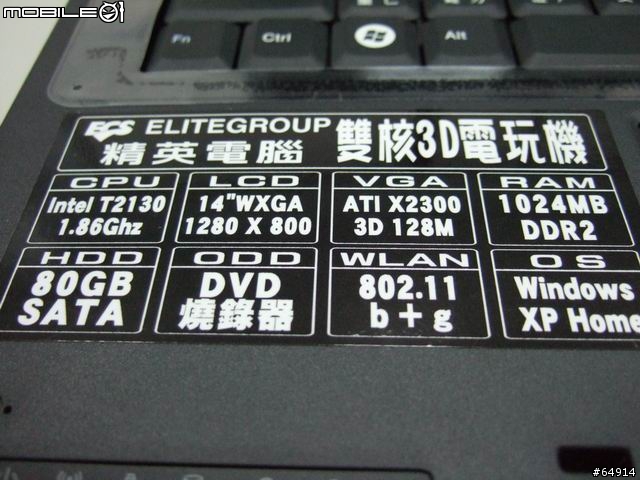 MOBILE01
Fn Ctrl Alt
ECS ELITEGROUP
精英電腦 雙核3D電玩機
CPU
Intel T2130
1.86Ghz
LCD
14"WXGA
1280 X 800
VGA
ATI X2300
3D 128M
RAM
1024MB
DDR2
HDD
80GB
SATA
ODD
DVD
燒錄器
WLAN
802.11
b+g
OS
Windows
XP Home
#64914